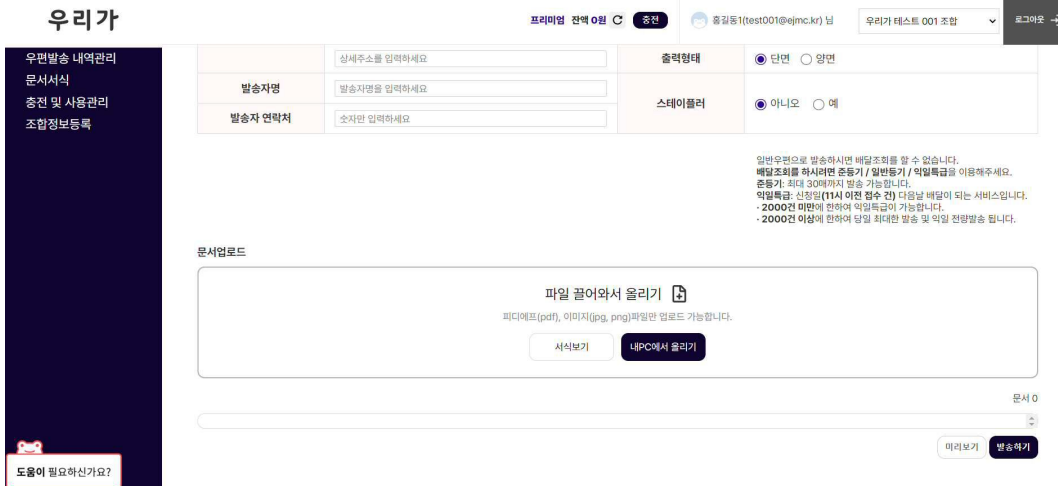 우리가
프리미엄 잔액 0원 충전
홍길동1(test001@ejmc.kr) 님
우리가 테스트 001 조합
로그아웃
우편발송 내역관리
문서서식
충전 및 사용관리
조합정보등록
상세주소를 입력하세요
출력형태
단면 양면
발송자명
발송자명을 입력하세요
스테이플러
아니오 예
발송자 연락처
숫자만 입력하세요
일반우편으로 발송하시면 배달조회를 할 수 없습니다.
배달조회를 하시려면 준등기 / 일반등기 / 익일특급을 이용해주세요.
준등기: 최대 30매까지 발송 가능합니다.
익일특급: 신청일(11시 이전 접수 건) 다음날 배달이 되는 서비스입니다.
· 2000건 미만에 한하여 익일특급이 가능합니다.
· 2000건 이상에 한하여 당일 최대한 발송 및 익일 전량발송 됩니다.
문서업로드
파일 끌어와서 올리기
피디에프(pdf), 이미지(jpg, png)파일만 업로드 가능합니다.
서식보기 내PC에서 올리기
문서 0
미리보기 발송하기
도움이 필요하신가요?